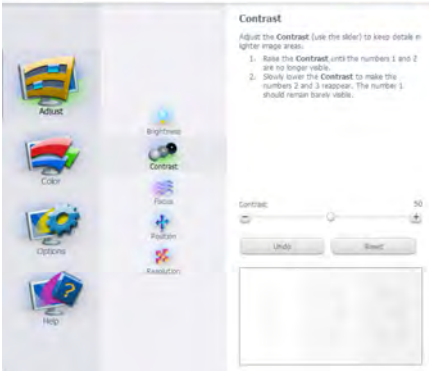 Contrast
Adjust the Contrast (use the slider) to keep details in
lighter image areas.
1. Raise the Contrast until the numbers 1 and 2
are no longer visible.
2. Slowly lower the Contrast to make the
numbers 2 and 3 reappear. The number 1
should remain barely visible.
Adjust
Brightness
Contrast
Color
Focus
Contrast 50
Position
Options
Undo Reset
Resolution
Help